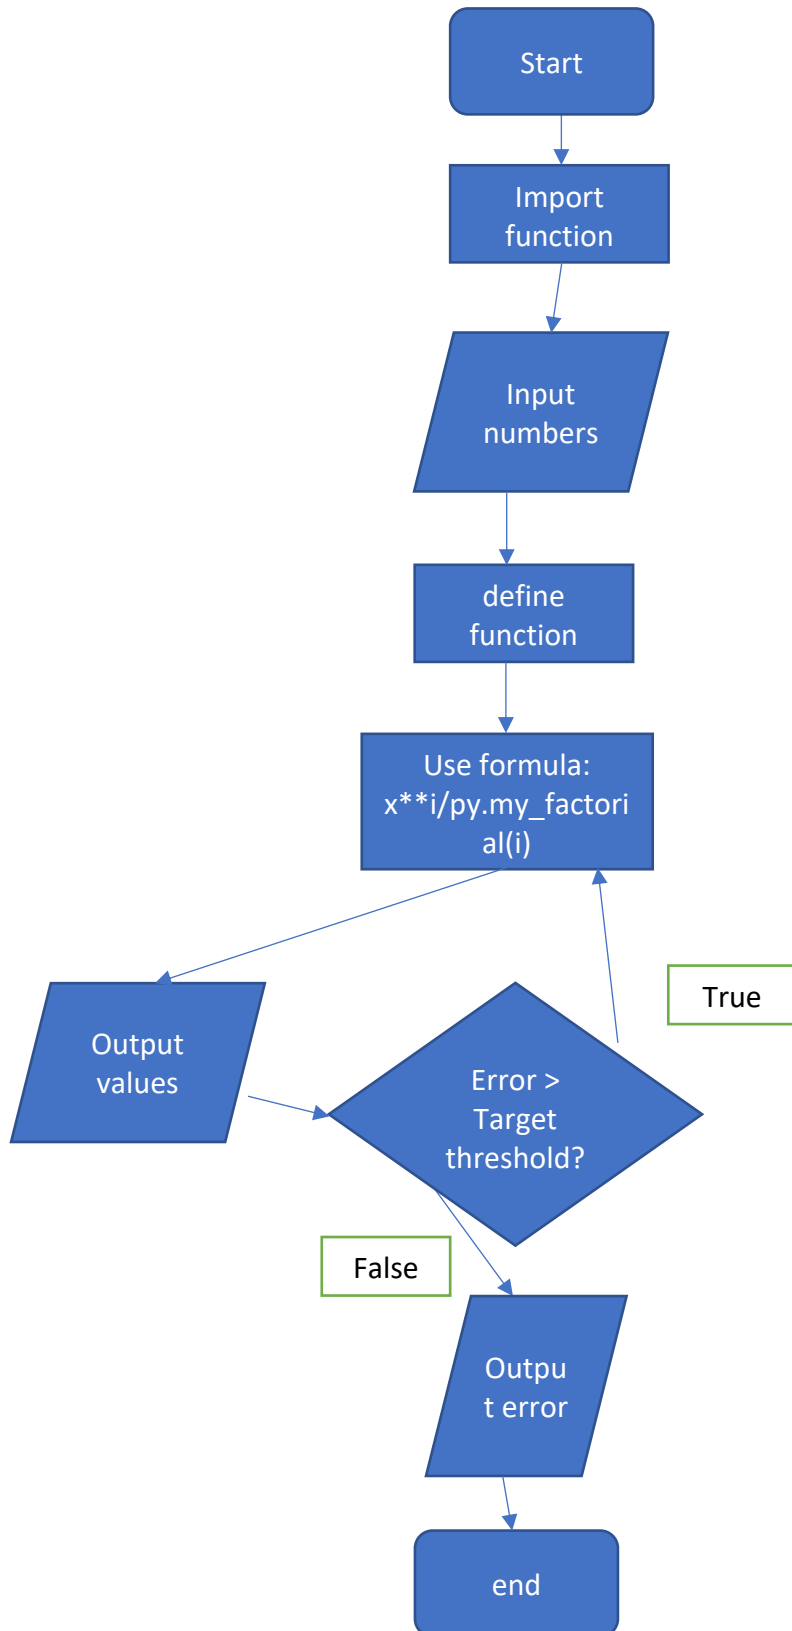 Start
Import
function
Input
numbers
define
function
Use formula:
x**i/py.my_factori
al(i)
Output
values
Error >
Target
threshold?
True
False
Outpu
t error
end